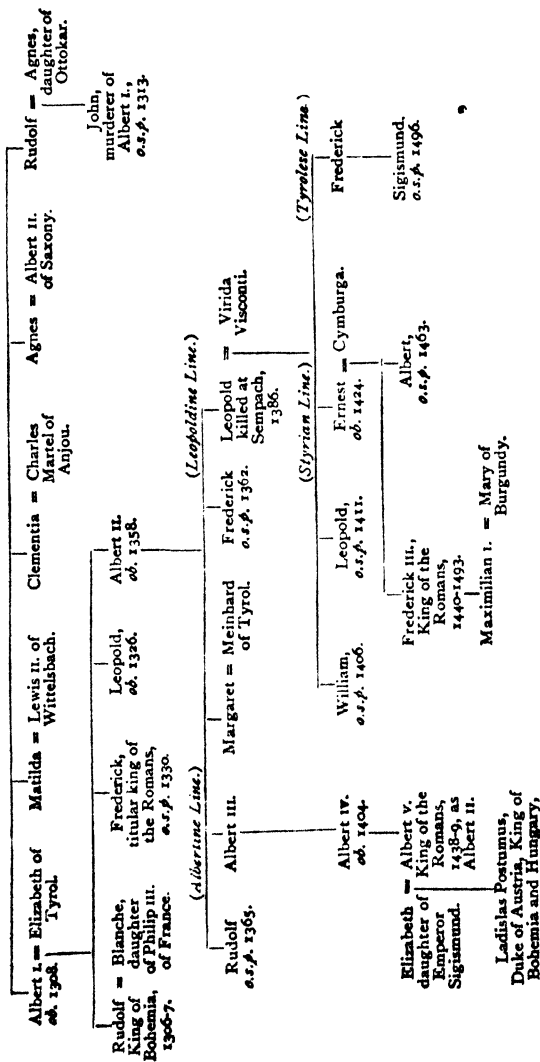 Albert I. = Elizabeth of
ob. 1308. Tyrol.
Matilda = Lewis II. of
Wittelsbach.
Clementia = Charles
Martel of
Anjou.
Agnes = Albert II.
of Saxony.
Rudolf = Agnes,
daughter of
Ottokar.
John,
murderer of
Albert I.,
o.s.p. 1313.
Rudolf = Blanche,
King of daughter
Bohemia, of Philip III.
1306-7. of France.
Frederick,
titular king of
the Romans,
o.s.p. 1330.
Leopold,
ob. 1326.
Albert II.
ob. 1358.
(Albertine Line.)
(Leopoldine Line.)
Rudolf
o.s.p. 1365.
Albert III.
Margaret = Meinhard
of Tyrol.
Frederick
o.s.p. 1362.
Leopold = Virida
killed at Visconti.
Sempach,
1386.
(Styrian Line.)
(Tyrolese Line.)
Albert IV.
ob. 1404.
William,
o.s.p. 1406.
Leopold,
o.s.p. 1411.
Ernest = Cymburga.
ob. 1424.
Frederick
Elizabeth = Albert V.
daughter of King of the
Emperor Romans,
Sigismund. 1438-9, as
Albert II.
Frederick III.,
King of the
Romans,
1440-1493.
Albert,
o.s.p. 1463.
Sigismund.
o.s.p. 1496.
Ladislas Postumus,
Duke of Austria, King of
Bohemia and Hungary,
Maximilian I. = Mary of
Burgundy.